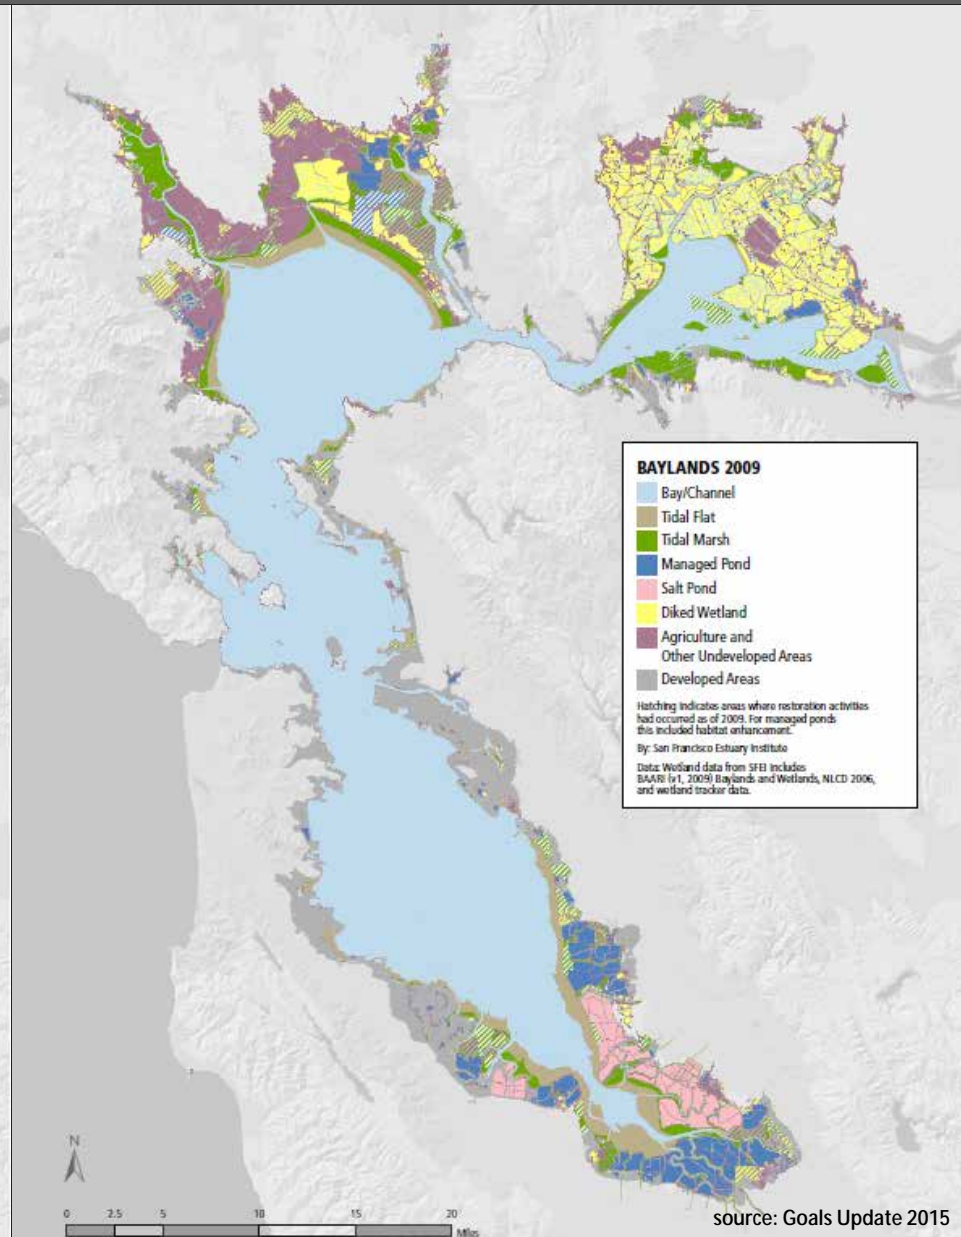 BAYLANDS 2009
Bay/Channel
Tidal Flat
Tidal Marsh
Managed Pond
Salt Pond
Diked Wetland
Agriculture and
Other Undeveloped Areas
Developed Areas
Hatching indicates areas where restoration activities
had occurred as of 2009. For managed ponds
this included habitat enhancement.
By: San Francisco Estuary Institute
Data: Wetland data from SFEI includes
BAARI (v1, 2009) Baylands and Wetlands, NLCD 2006,
and wetland tracker data.
N
0 2.5 5 10 15 20
Miles
source: Goals Update 2015